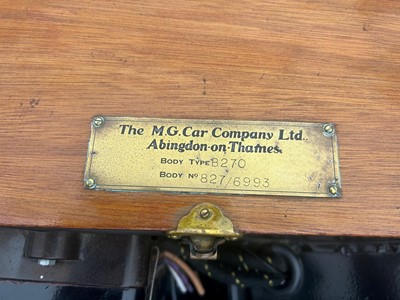 The M.G. Car Company Ltd.
Abingdon-on-Thames.
BODY TYPE B270
BODY NO 827/6993